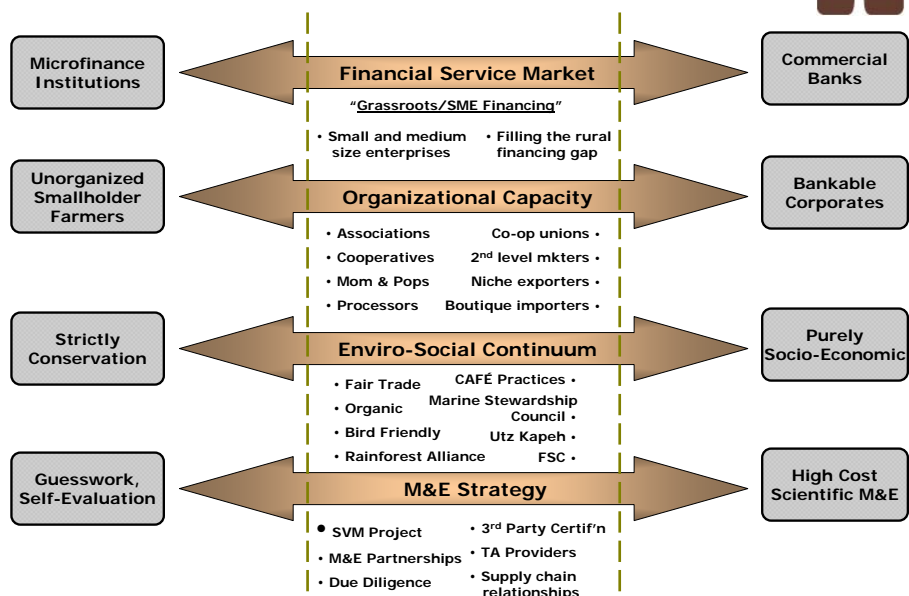 Microfinance
Institutions
Financial Service Market
Commercial
Banks
“Grassroots/SME Financing”
• Small and medium
size enterprises
• Filling the rural
financing gap
Unorganized
Smallholder
Farmers
Organizational Capacity
Bankable
Corporates
• Associations
• Cooperatives
• Mom & Pops
• Processors
Co-op unions •
2nd level mkters •
Niche exporters •
Boutique importers •
Strictly
Conservation
Enviro-Social Continuum
Purely
Socio-Economic
• Fair Trade
• Organic
• Bird Friendly
• Rainforest Alliance
CAFÉ Practices •
Marine Stewardship
Council •
Utz Kapeh •
FSC •
Guesswork,
Self-Evaluation
M&E Strategy
High Cost
Scientific M&E
• SVM Project
• M&E Partnerships
• Due Diligence
• 3rd Party Certif’n
• TA Providers
• Supply chain
relationships